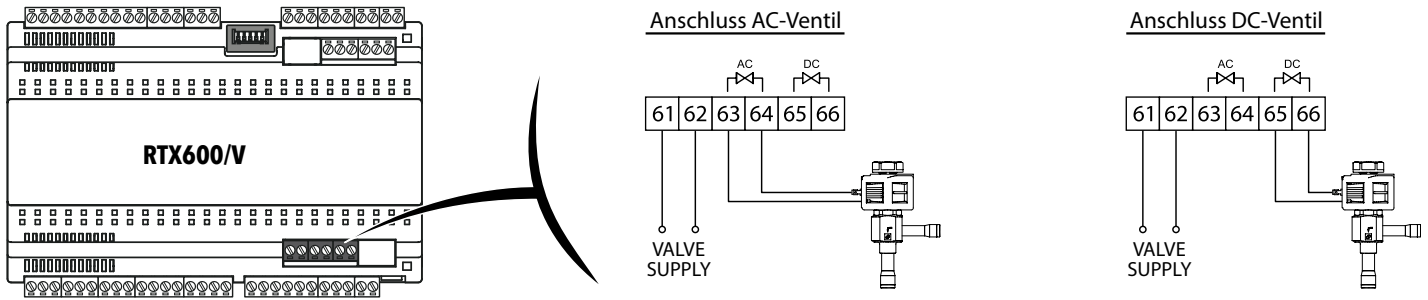 RTX600/V
Anschluss AC-Ventil
AC DC
61 62 63 64 65 66
VALVE
SUPPLY
Anschluss DC-Ventil
AC DC
61 62 63 64 65 66
VALVE
SUPPLY